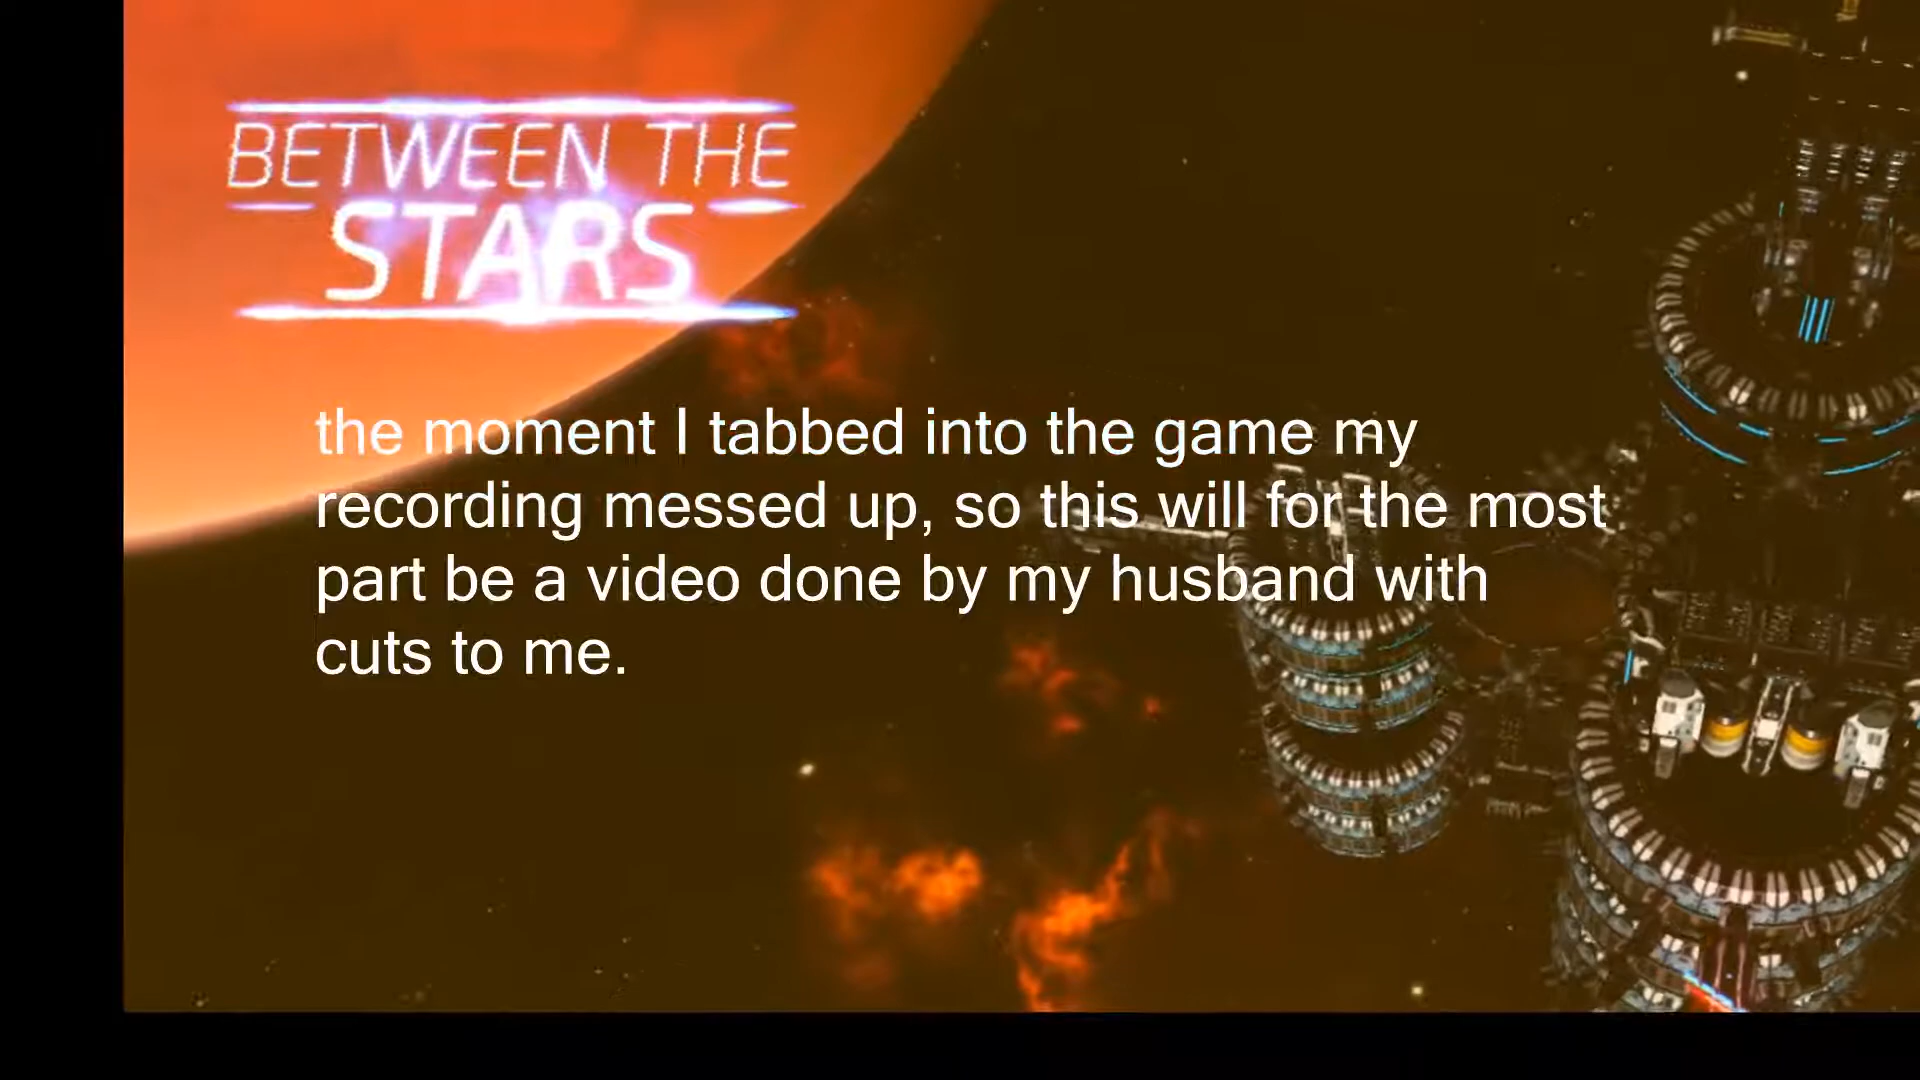 BETWEEN THE
STARS
the moment I tabbed into the game my
recording messed up, so this will for the most
part be a video done by my husband with
cuts to me.